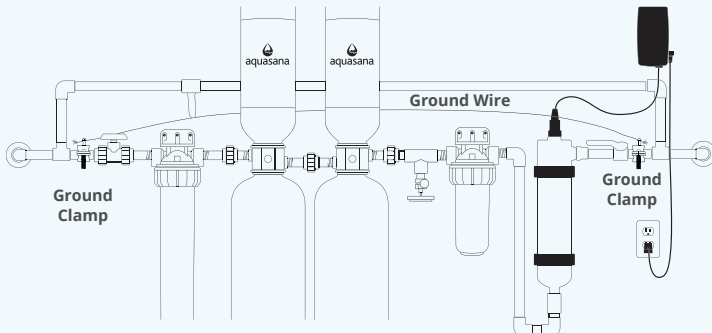 aquasana
aquasana
Ground Wire
Ground
Clamp
Ground
Clamp